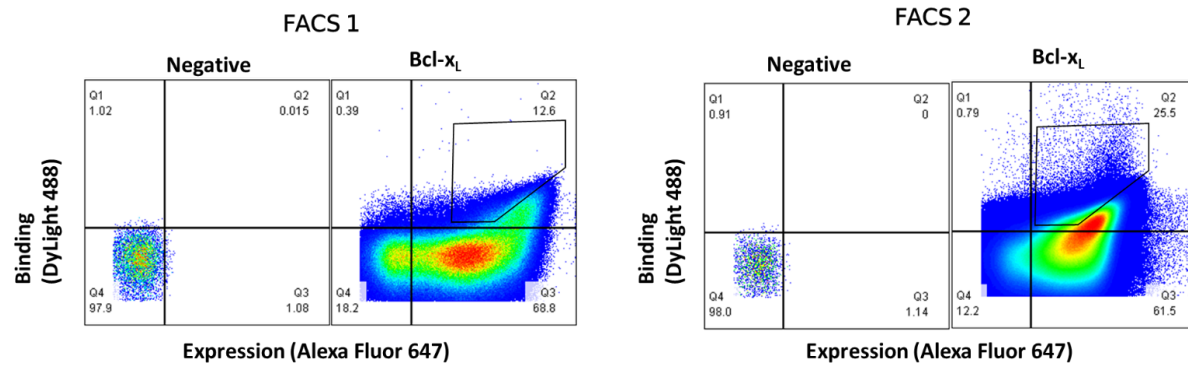 FACS 1
Negative
Bcl-xL
Q1
1.02
Q2
0.015
Q1
0.39
Q2
12.6
Q4
97.9
Q3
1.08
Q4
18.2
Q3
68.8
Binding
(DyLight 488)
Expression (Alexa Fluor 647)
FACS 2
Negative
Bcl-xL
Q1
0.91
Q2
0
Q1
0.79
Q2
25.5
Q4
98.0
Q3
1.14
Q4
12.2
Q3
61.5
Binding
(DyLight 488)
Expression (Alexa Fluor 647)